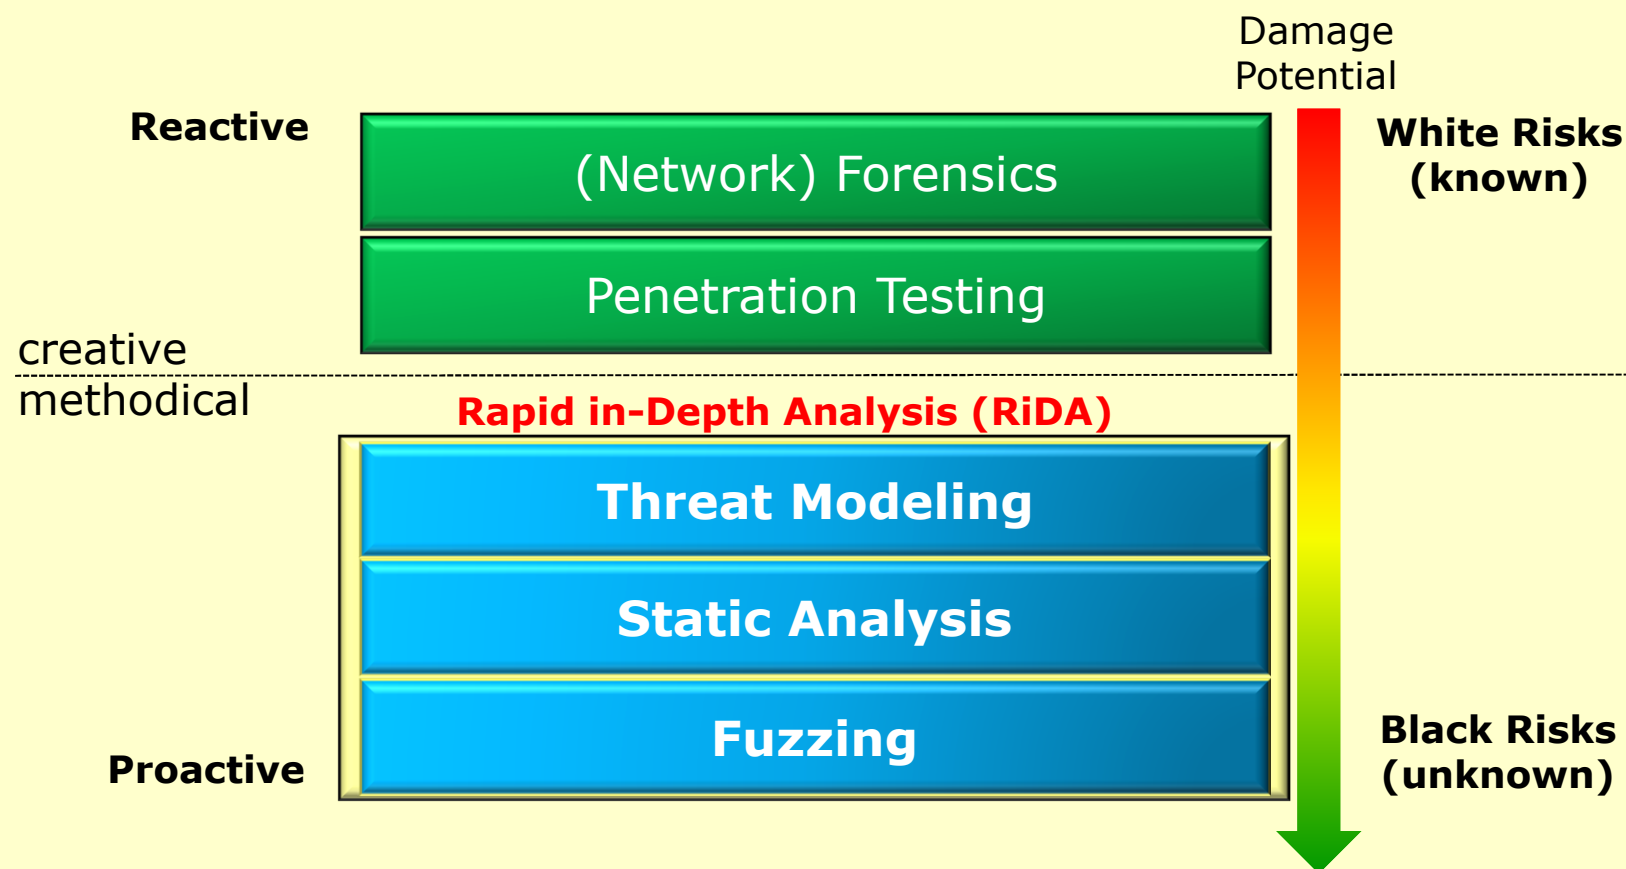 Damage
Potential
Reactive
White Risks
(known)
(Network) Forensics
Penetration Testing
creative
methodical
Rapid in-Depth Analysis (RiDA)
Threat Modeling
Static Analysis
Fuzzing
Proactive
Black Risks
(unknown)